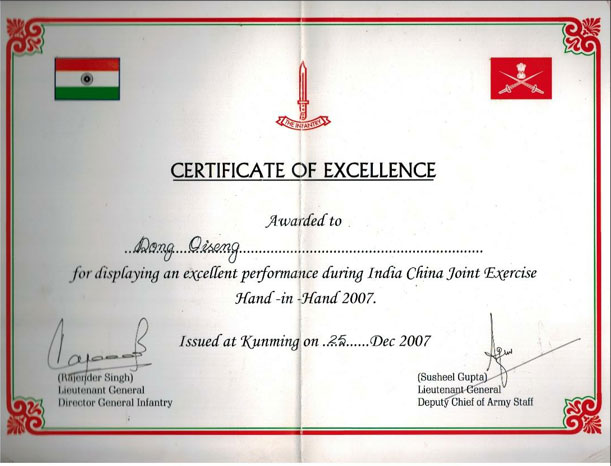 THE INFANTRY
CERTIFICATE OF EXCELLENCE
Awarded to
Dong Qiseng
for displaying an excellent performance during India China Joint Exercise
Hand -in - Hand 2007.
Issued at Kunming on .25......Dec 2007
(Rajender Singh)
Lieutenant General
Director General Infantry
(Susheel Gupta)
Lieutenant General
Deputy Chief of Army Staff